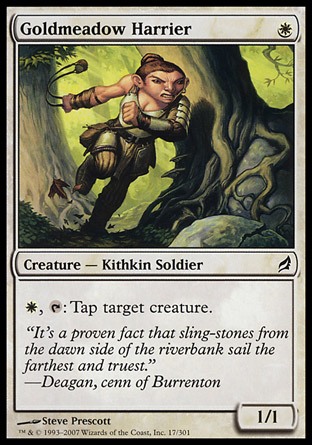 Goldmeadow Harrier
Creature — Kithkin Soldier
, : Tap target creature.
"It's a proven fact that sling-stones from
the dawn side of the riverbank sail the
farthest and truest."
—Deagan, cenn of Burrenton
Steve Prescott
™ & © 1993–2007 Wizards of the Coast, Inc. 17/301
1/1